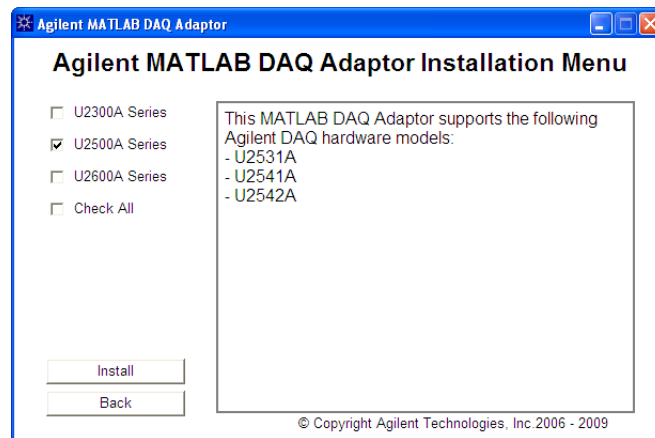 Agilent MATLAB DAQ Adaptor
Agilent MATLAB DAQ Adaptor Installation Menu
U2300A Series
U2500A Series
U2600A Series
Check All
This MATLAB DAQ Adaptor supports the following
Agilent DAQ hardware models:
- U2531A
- U2541A
- U2542A
Install
Back
© Copyright Agilent Technologies, Inc.2006 - 2009